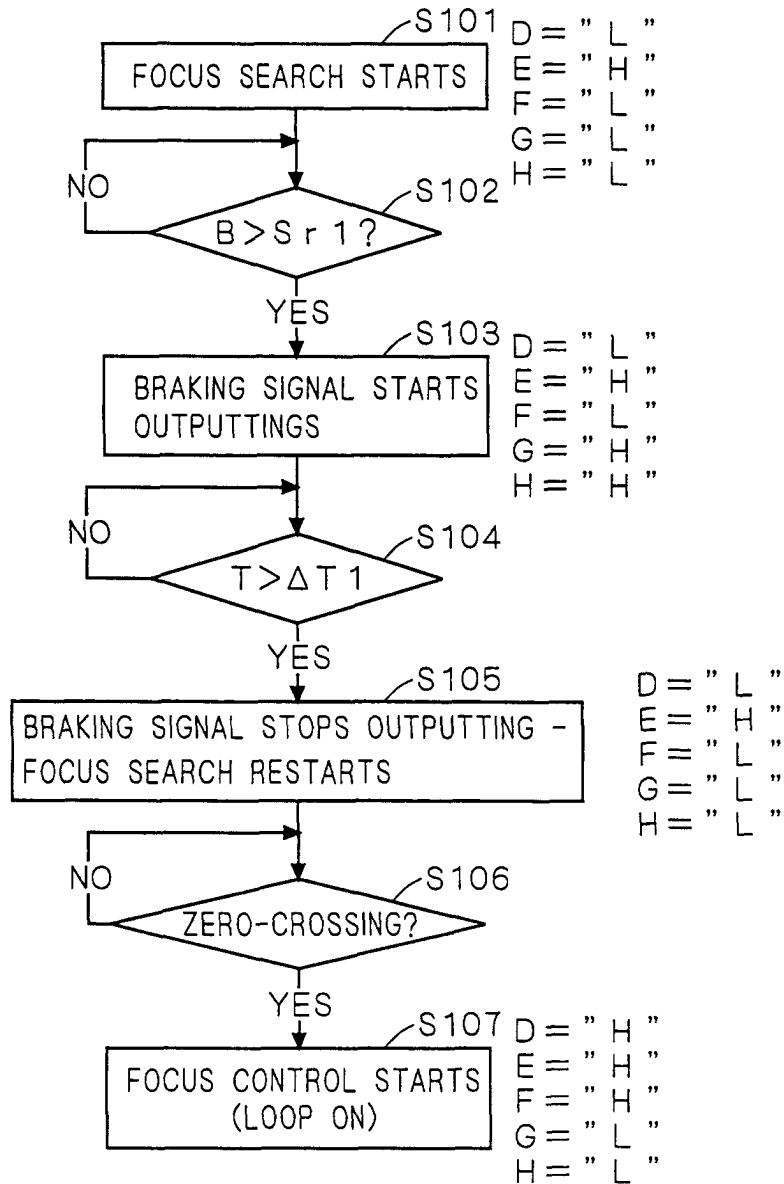 S101
FOCUS SEARCH STARTS
D = " L "
E = " H "
F = " L "
G = " L "
H = " L "
NO
S102
B > S r 1 ?
YES
S103
BRAKING SIGNAL STARTS
OUTPUTTINGS
D = " L "
E = " H "
F = " L "
G = " H "
H = " H "
NO
S104
T > Δ T 1
YES
S105
BRAKING SIGNAL STOPS OUTPUTTING -
FOCUS SEARCH RESTARTS
D = " L "
E = " H "
F = " L "
G = " L "
H = " L "
NO
S106
ZERO-CROSSING?
YES
S107
FOCUS CONTROL STARTS
(LOOP ON)
D = " H "
E = " H "
F = " H "
G = " L "
H = " L "